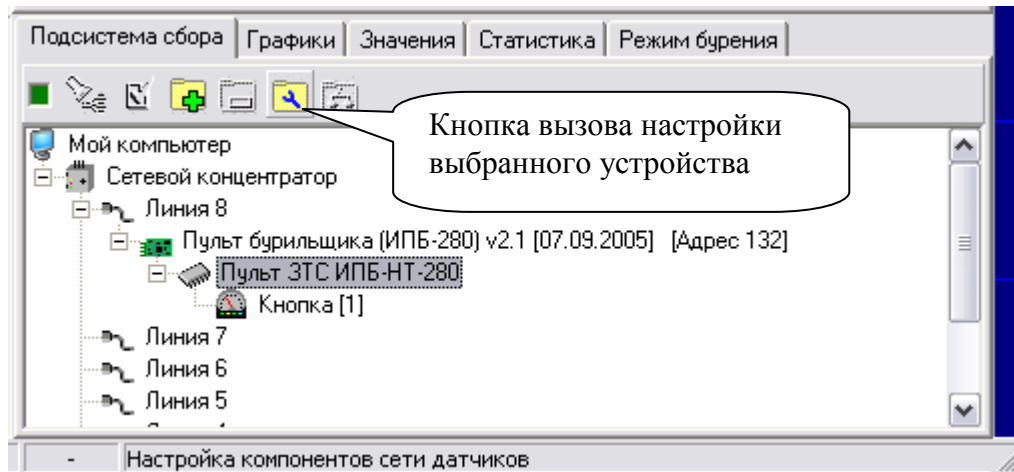 Подсистема сбора Графики Значения Статистика Режим бурения
Кнопка вызова настройки
выбранного устройства
Мой компьютер
Сетевой концентратор
Линия 8
Пульт бурильщика (ИПБ-280) v2.1 [07.09.2005] [Адрес 132]
Пульт ЗТС ИПБ-НТ-280
Кнопка [1]
Линия 7
Линия 6
Линия 5
- Настройка компонентов сети датчиков